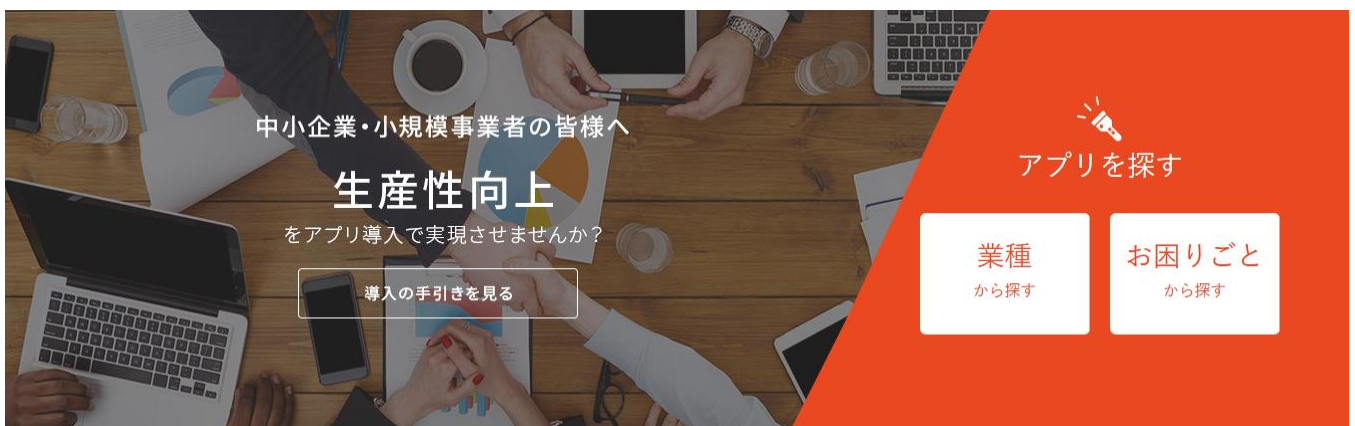 中小企業・小規模事業者の皆様へ
生産性向上
をアプリ導入で実現させませんか？
導入の手引きを見る
アプリを探す
業種
から探す
お困りごと
から探す